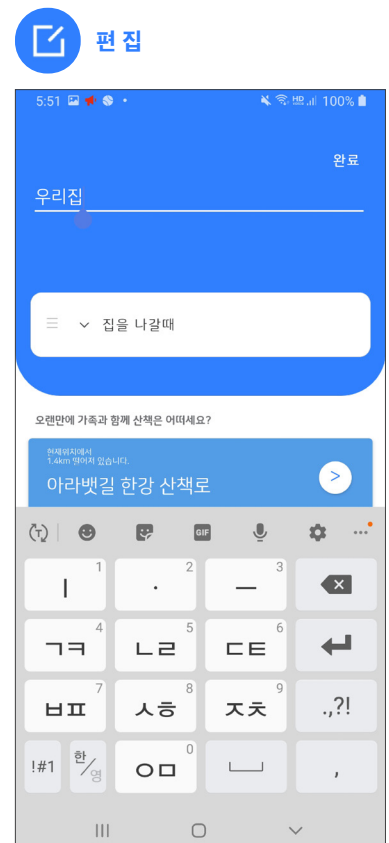 편 집
5:51 100%
완료
우리집
집을 나갈때
오랜만에 가족과 함께 산책은 어떠세요?
현재위치에서
1.4km 떨어져 있습니다.
아라뱃길 한강 산책로
GIF
ㅣ 1 · 2 ㅡ 3
ㄱㅋ 4 ㄴㄹ 5 ㄷㅌ 6
ㅂㅍ 7 ㅅㅎ 8 ㅈㅊ 9 .,?!
!#1 한/영 ㅇㅁ 0 ,